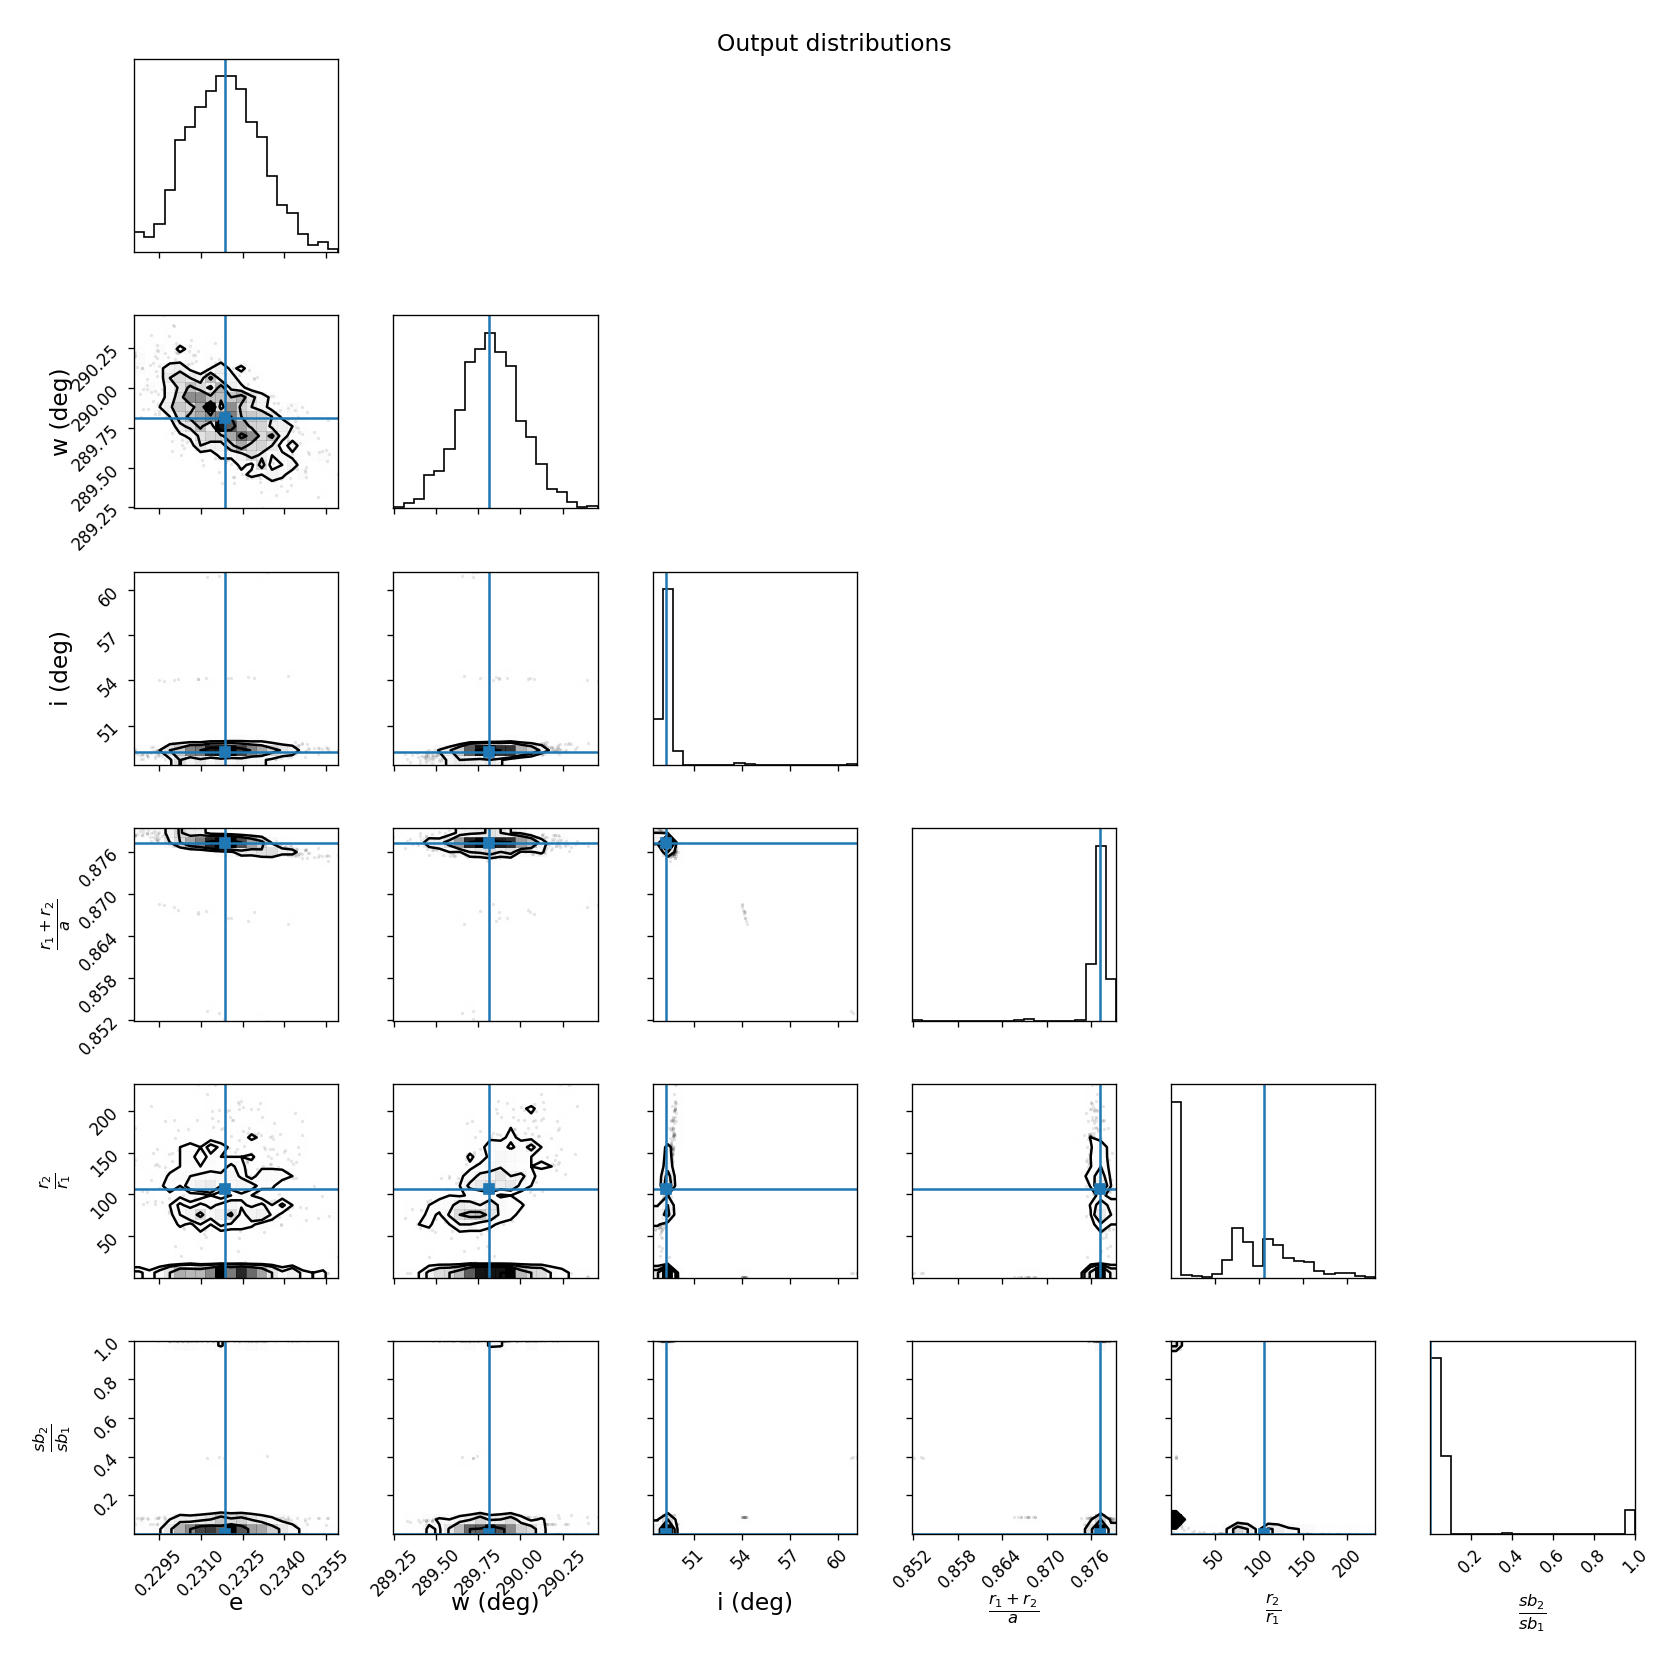 Output distributions
w (deg)
290.25
290.00
289.75
289.50
289.25
i (deg)
60
57
54
51
r₁ + r₂
a
0.876
0.870
0.864
0.858
0.852
r₂
r₁
200
150
100
50
sb₂
sb₁
1.0
0.8
0.6
0.4
0.2
0.2295 0.2310 0.2325 0.2340 0.2355
289.25 289.50 289.75 290.00 290.25
51 54 57 60
0.852 0.858 0.864 0.870 0.876
50 100 150 200
0.2 0.4 0.6 0.8 1.0
e
w (deg)
i (deg)
r₁ + r₂
a
r₂
r₁
sb₂
sb₁